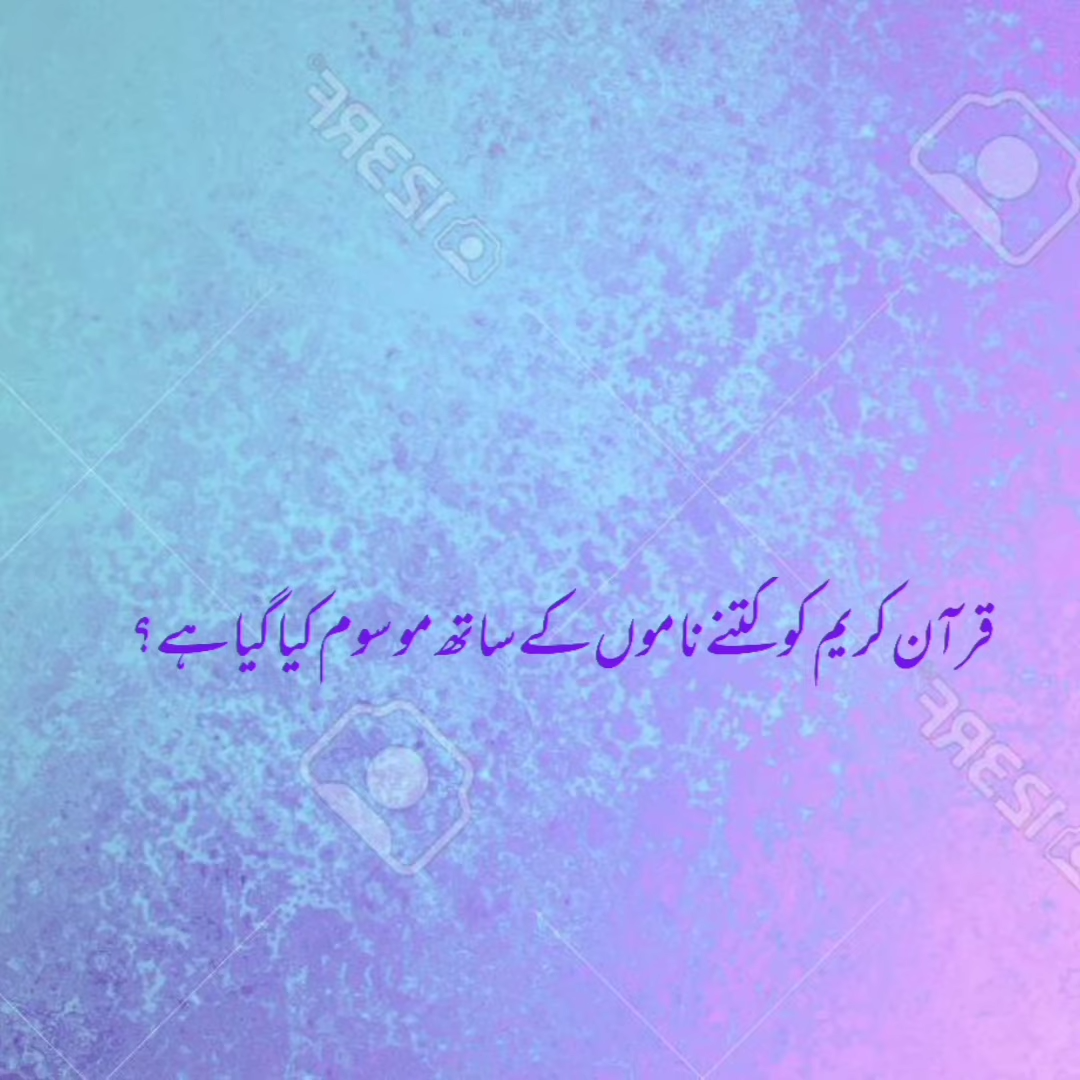 قرآن کریم کو کتنے ناموں کے ساتھ موسوم کیا گیا ہے ؟